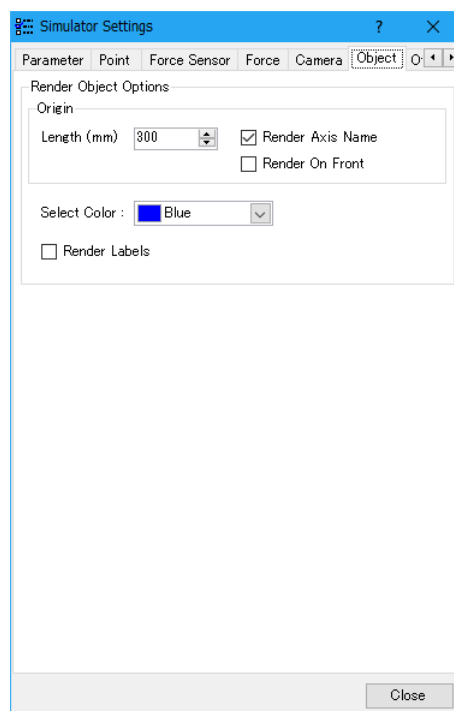 Simulator Settings ? ×
Parameter Point Force Sensor Force Camera Object
Render Object Options
Origin
Length (mm) 300 Render Axis Name
Render On Front
Select Color : Blue
Render Labels
Close